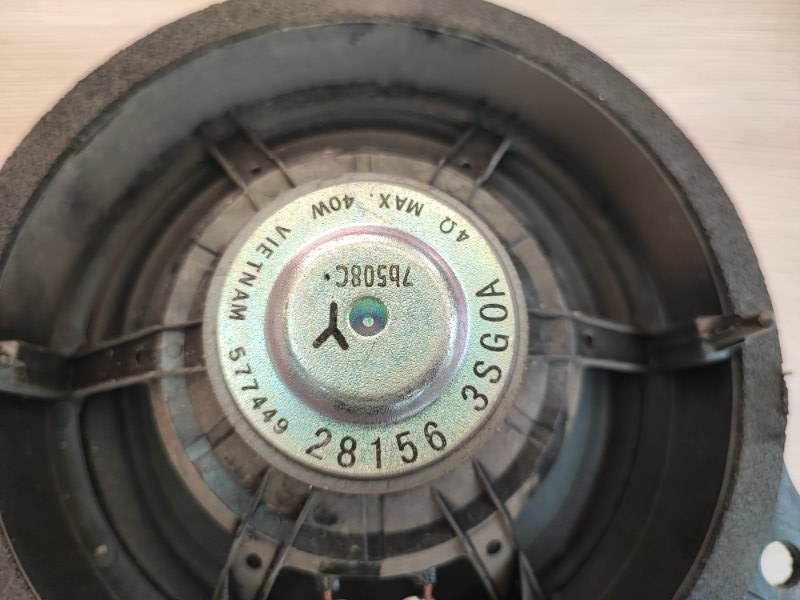 28156 3SG0A
4Ω MAX. 40W
VIETNAM 577449
7b508C·
Y